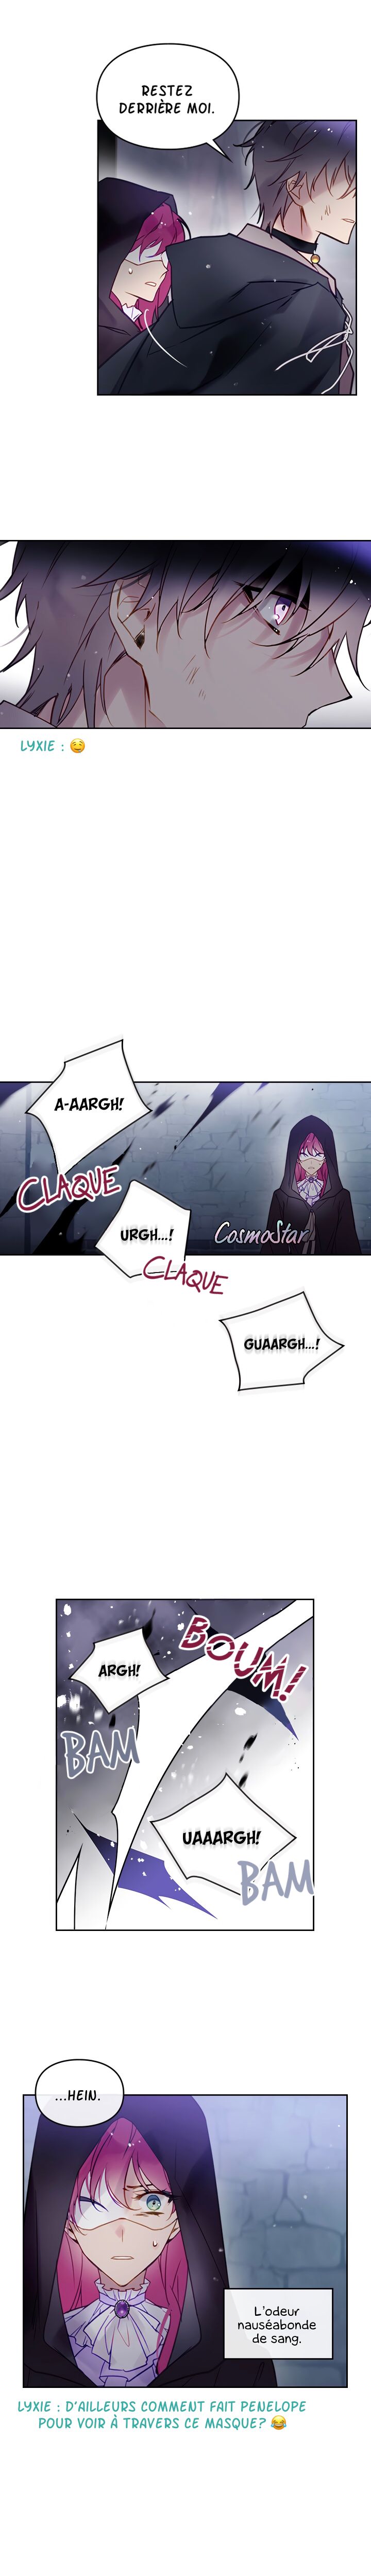 RESTEZ
DERRIÈRE MOI.
LYXIE : ☺️
A-AARGH!
CLAQUE
URGH...!
CosmoStar
CLAQUE
GUAARGH...!
BOUM!
ARGH!
BAM
UAAARGH!
BAM
...HEIN.
L'odeur
nauséabonde
de sang.
LYXIE : D'AILLEURS COMMENT FAIT PENELOPE
POUR VOIR À TRAVERS CE MASQUE? 😂